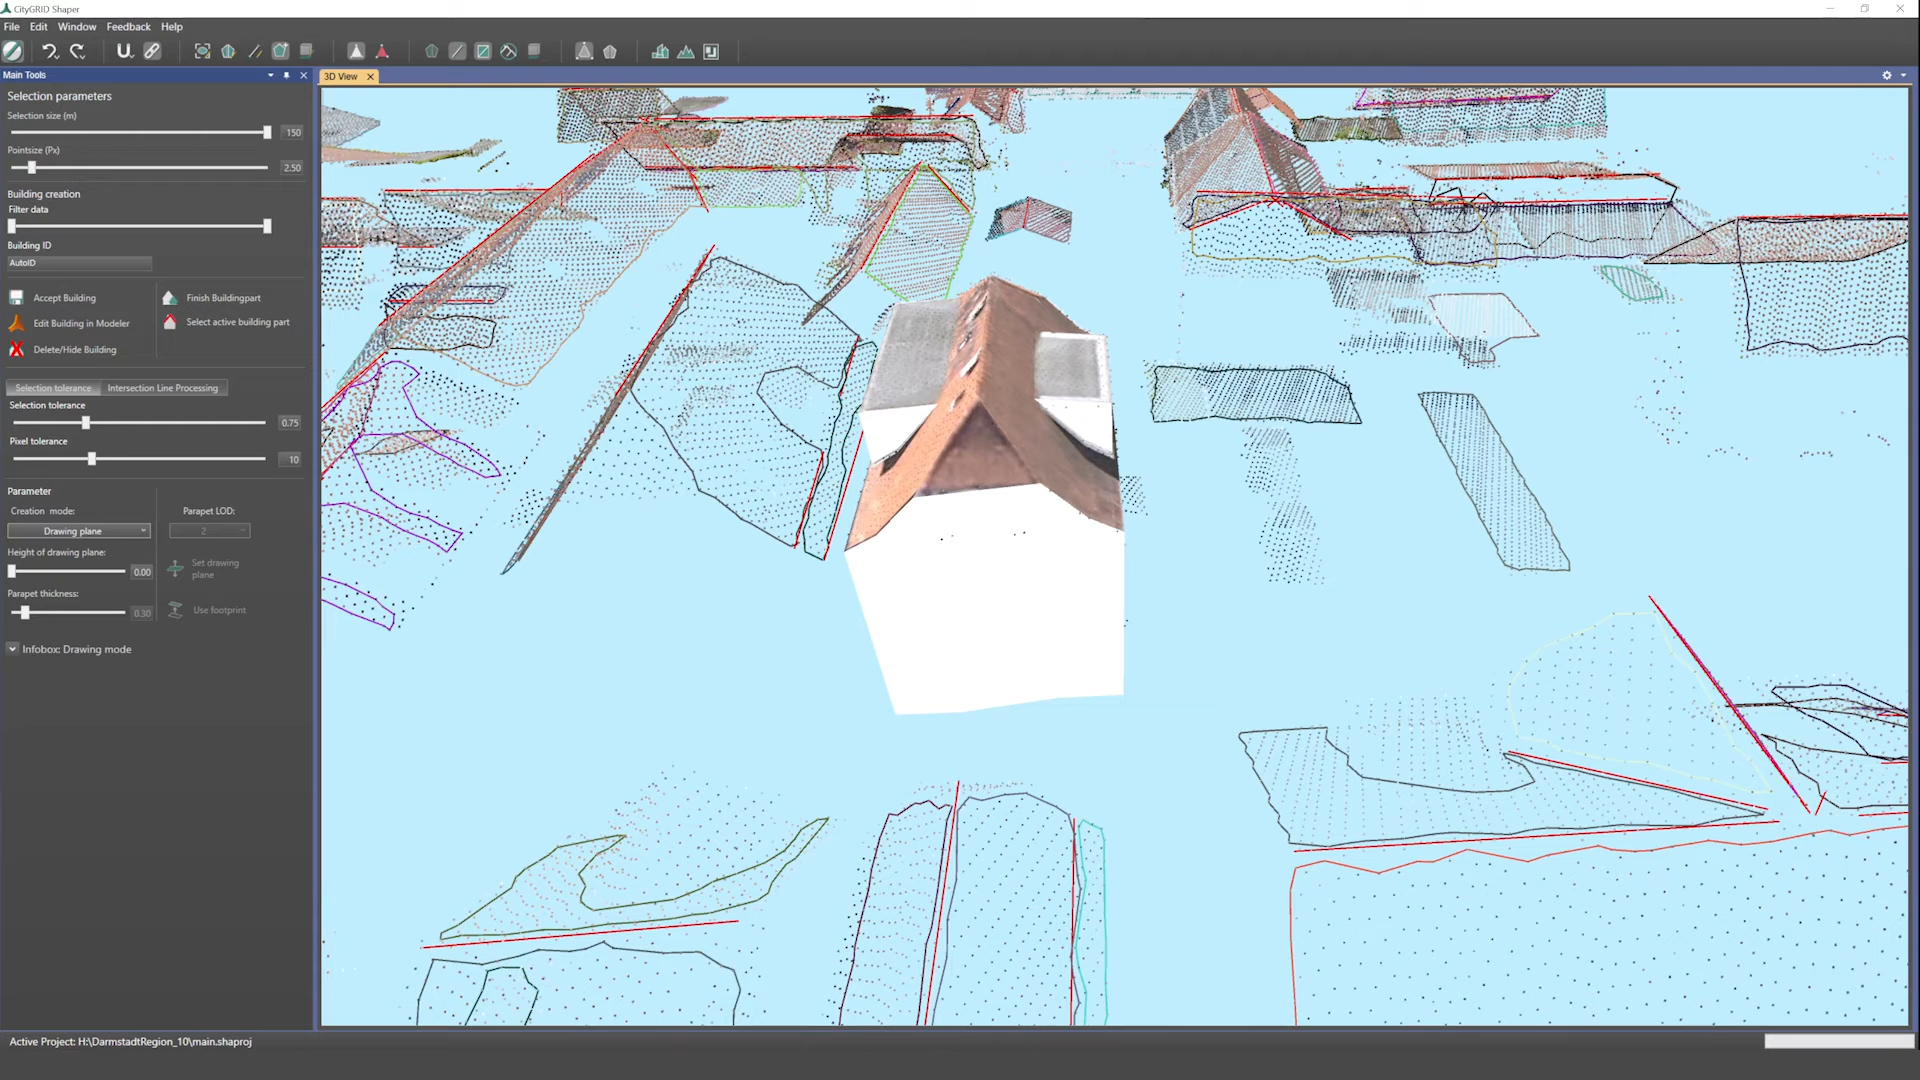 CityGRID Shaper
File Edit Window Feedback Help
Main Tools
3D View
Selection parameters
Selection size (m)
150
Pointsize (Px)
2.50
Building creation
Filter data
Building ID
AutoID
Accept Building
Finish Buildingpart
Edit Building in Modeler
Select active building part
Delete/Hide Building
Selection tolerance
Intersection Line Processing
Selection tolerance
0.75
Pixel tolerance
10
Parameter
Creation mode:
Parapet LOD:
Drawing plane
2
Height of drawing plane:
0.00
Set drawing
plane
Parapet thickness:
0.30
Use footprint
Infobox: Drawing mode
Active Project: H:\DarmstadtRegion_10\main.shaproj